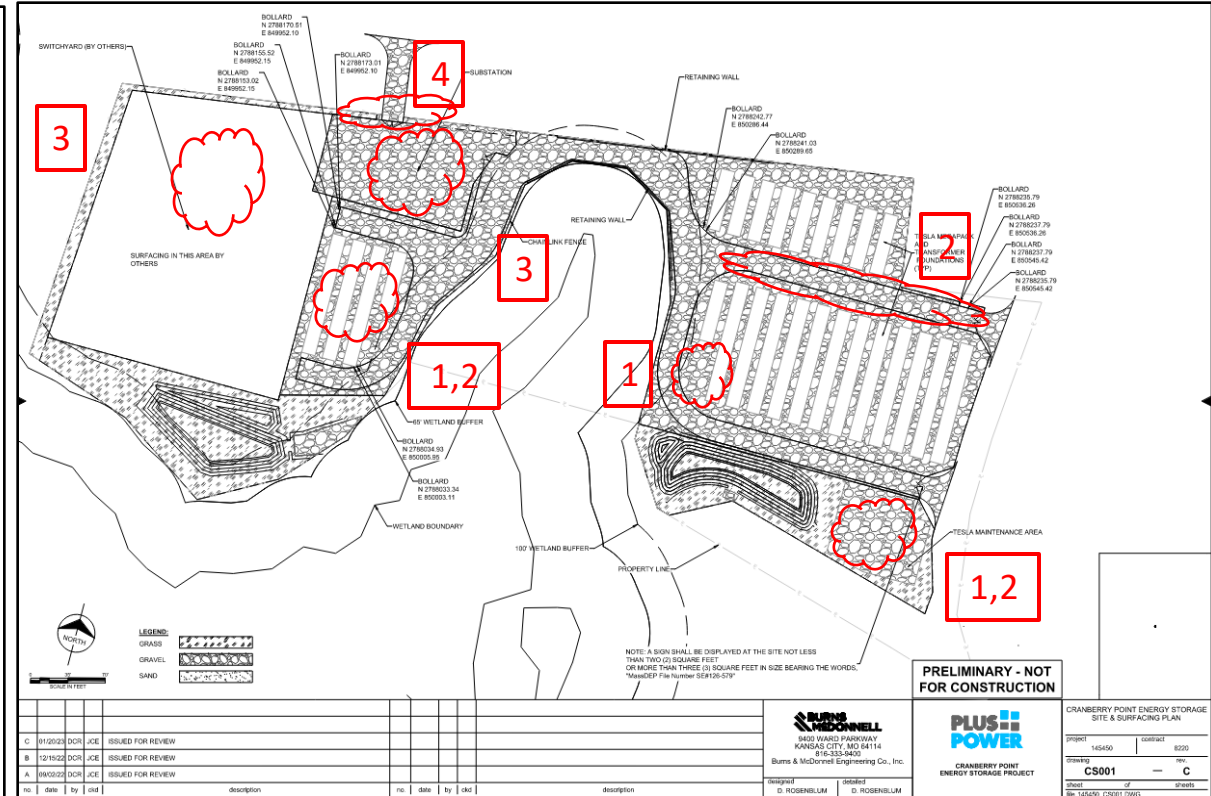 BOLLARD
N 2788170.51
E 849952.10
SWITCHYARD (BY OTHERS)
BOLLARD
N 2788155.52
E 849952.15
BOLLARD
N 2788173.01
E 849952.10
BOLLARD
N 2788153.02
E 849952.15
4
SUBSTATION
RETAINING WALL
3
BOLLARD
N 2788242.77
E 850286.44
BOLLARD
N 2788241.03
E 850289.65
BOLLARD
N 2788235.79
E 850536.26
BOLLARD
N 2788237.79
E 850536.26
BOLLARD
N 2788237.79
E 850545.42
BOLLARD
N 2788235.79
E 850545.42
RETAINING WALL
CHAIN LINK FENCE
3
2
TESLA MEGAPACK
AND
TRANSFORMER
FOUNDATIONS
(TYP)
SURFACING IN THIS AREA BY
OTHERS
1,2
1
65' WETLAND BUFFER
BOLLARD
N 2788034.93
E 850005.95
BOLLARD
N 2788033.34
E 850003.11
WETLAND BOUNDARY
100' WETLAND BUFFER
PROPERTY LINE
TESLA MAINTENANCE AREA
1,2
NORTH
SCALE IN FEET
LEGEND:
GRASS
GRAVEL
SAND
NOTE: A SIGN SHALL BE DISPLAYED AT THE SITE NOT LESS
THAN TWO (2) SQUARE FEET
OR MORE THAN THREE (3) SQUARE FEET IN SIZE BEARING THE WORDS,
"MassDEP File Number SE#126-579"
PRELIMINARY - NOT
FOR CONSTRUCTION
C 01/20/23 DCR JCE ISSUED FOR REVIEW
B 12/15/22 DCR JCE ISSUED FOR REVIEW
A 09/02/22 DCR JCE ISSUED FOR REVIEW
no. date by ckd description
no. date by ckd description
BURNS
MCDONNELL
9400 WARD PARKWAY
KANSAS CITY, MO 64114
816-333-9400
Burns & McDonnell Engineering Co., Inc.
designed
D. ROSENBLUM
detailed
D. ROSENBLUM
PLUS
POWER
CRANBERRY POINT
ENERGY STORAGE PROJECT
CRANBERRY POINT ENERGY STORAGE
SITE & SURFACING PLAN
project
145450
contract
8220
drawing
CS001 — C
rev.
sheet of sheets
file 145450_CS001.DWG